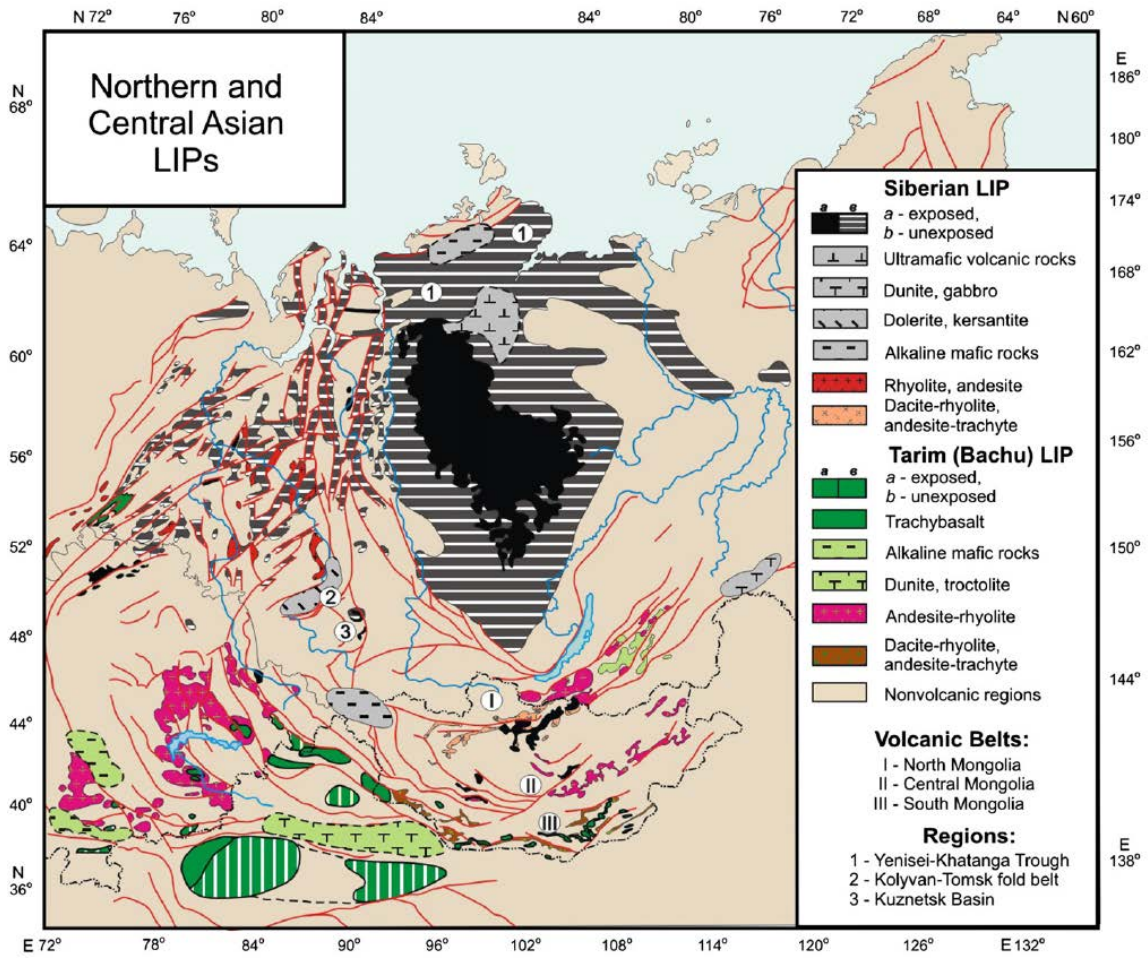 N 72° 76° 80° 84° 84° 80° 76° 72° 68° 64° N 60°
Northern and
Central Asian
LIPs
N
68°
64°
60°
56°
52°
48°
44°
40°
N
36°
E
186°
180°
174°
168°
162°
156°
150°
144°
E
138°
1
1
2
3
I
II
III
Siberian LIP
a в
a - exposed,
b - unexposed
Ultramafic volcanic rocks
Dunite, gabbro
Dolerite, kersantite
Alkaline mafic rocks
Rhyolite, andesite
Dacite-rhyolite,
andesite-trachyte
Tarim (Bachu) LIP
a в
a - exposed,
b - unexposed
Trachybasalt
Alkaline mafic rocks
Dunite, troctolite
Andesite-rhyolite
Dacite-rhyolite,
andesite-trachyte
Nonvolcanic regions
Volcanic Belts:
I - North Mongolia
II - Central Mongolia
III - South Mongolia
Regions:
1 - Yenisei-Khatanga Trough
2 - Kolyvan-Tomsk fold belt
3 - Kuznetsk Basin
E 72° 78° 84° 90° 96° 102° 108° 114° 120° 126° E 132°